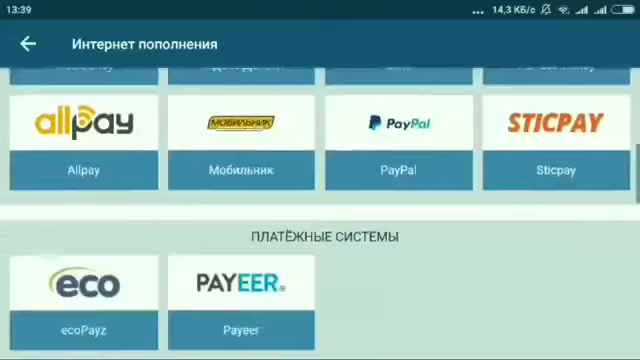 13:39 ... 14,3 КБ/с
Интернет пополнения
allpay МОБИЛЬНИК PayPal STICPAY
Allpay Мобильник PayPal Sticpay
ПЛАТЁЖНЫЕ СИСТЕМЫ
eco PAYEER
ecoPayz Payeer